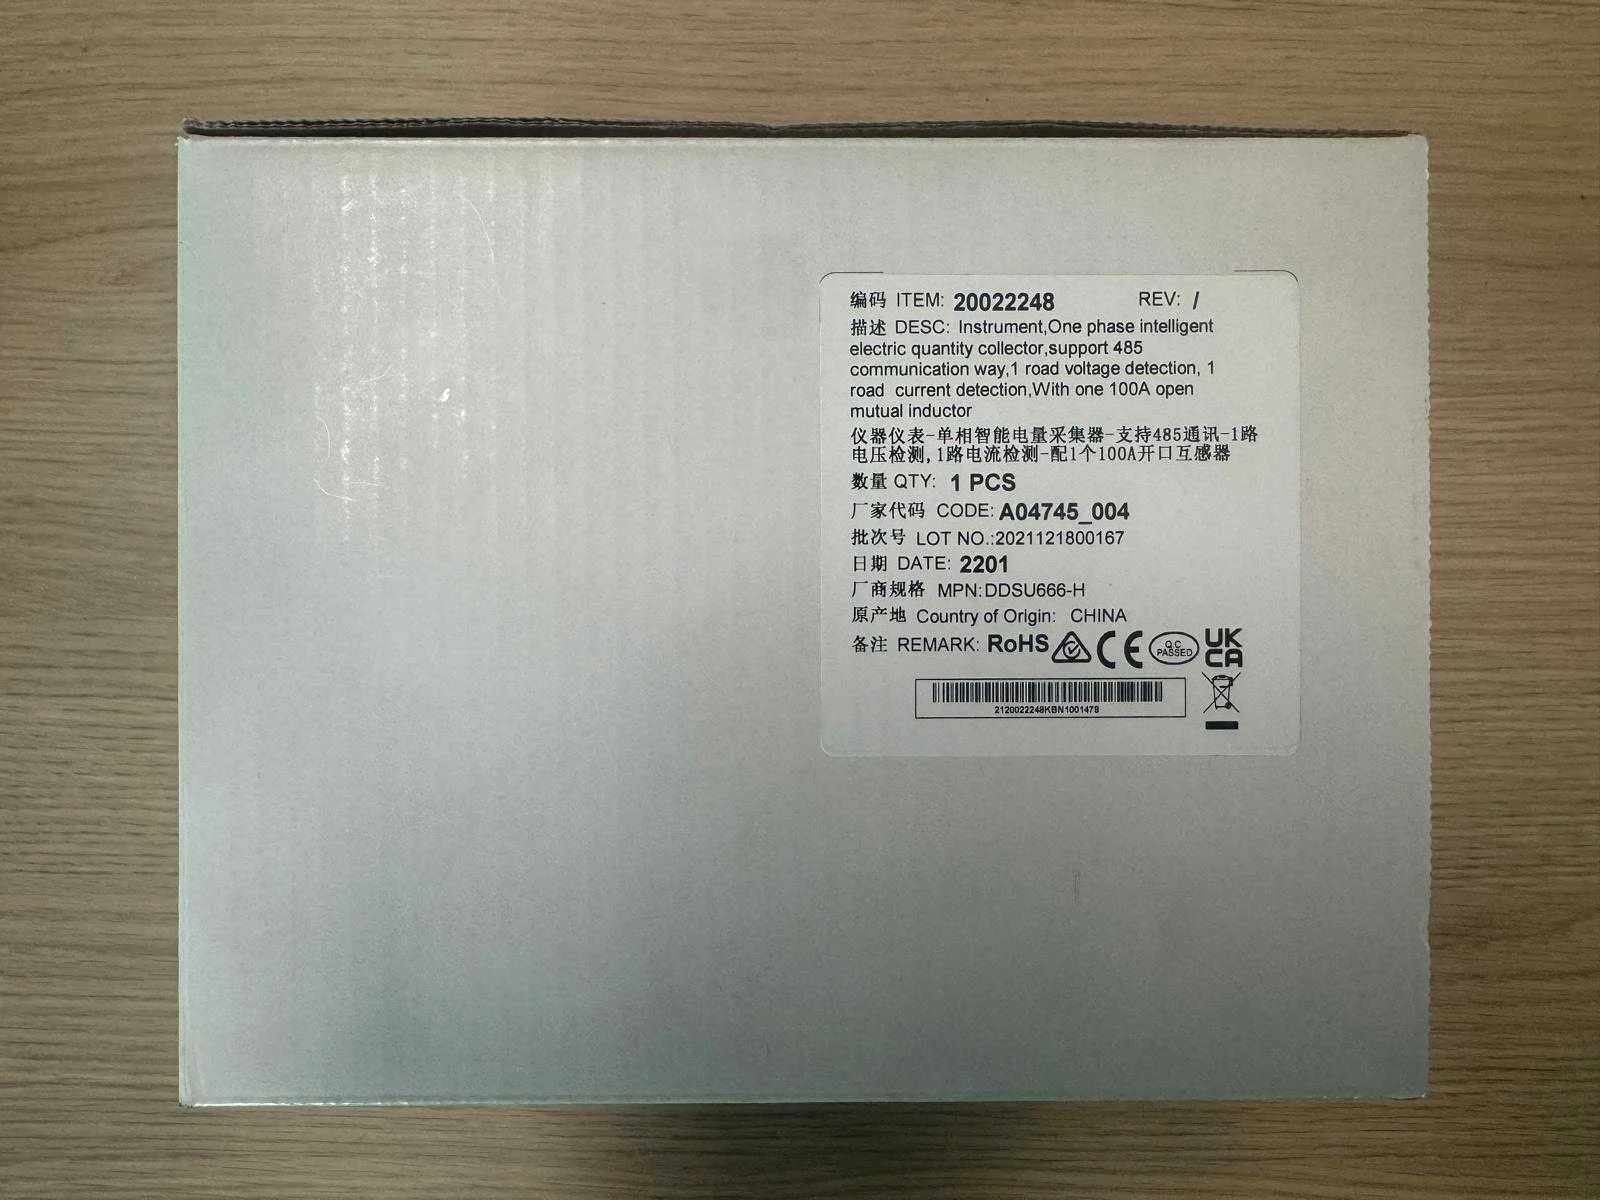 编码 ITEM: 20022248 REV: /
描述 DESC: Instrument,One phase intelligent
electric quantity collector,support 485
communication way,1 road voltage detection, 1
road current detection,With one 100A open
mutual inductor
仪器仪表-单相智能电量采集器-支持485通讯-1路
电压检测,1路电流检测-配1个100A开口互感器
数量 QTY: 1 PCS
厂家代码 CODE: A04745_004
批次号 LOT NO.:2021121800167
日期 DATE: 2201
厂商规格 MPN:DDSU666-H
原产地 Country of Origin: CHINA
备注 REMARK: RoHS CE Q.C PASSED UK CA
2120022248KBN1001478